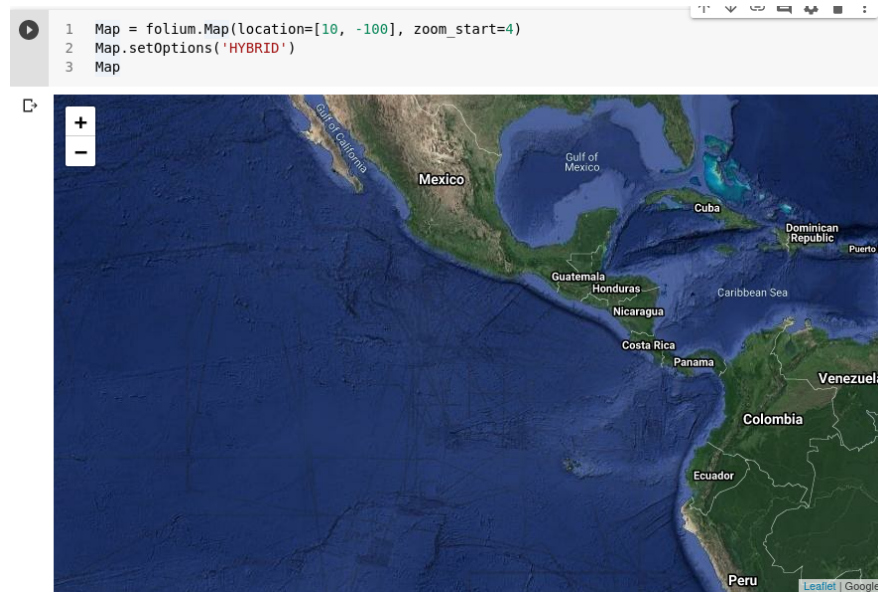 1 Map = folium.Map(location=[10, -100], zoom_start=4)
2 Map.setOptions('HYBRID')
3 Map
+
−
Gulf of California
Gulf of
Mexico
Mexico
Cuba
Dominican
Republic
Puerto
Guatemala
Honduras
Caribbean Sea
Nicaragua
Costa Rica
Panama
Venezuel
Colombia
Ecuador
Peru
Leaflet | Google